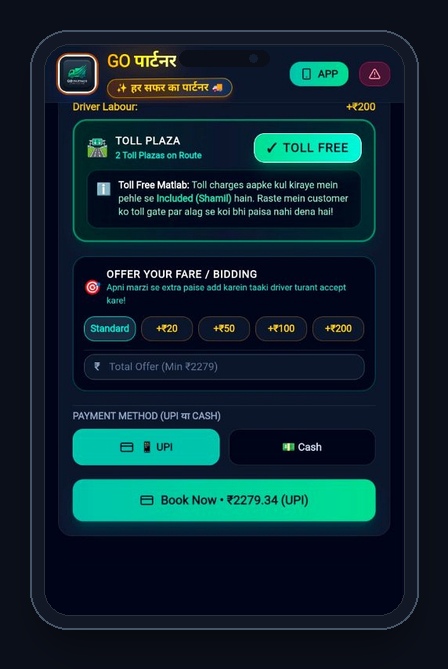 GO पार्टनर
✨ हर सफर का पार्टनर 🚚
APP
Driver Labour: +₹200
TOLL PLAZA
2 Toll Plazas on Route
✓ TOLL FREE
Toll Free Matlab: Toll charges aapke kul kiraye mein
pehle se Included (Shamil) hain. Raste mein customer
ko toll gate par alag se koi bhi paisa nahi dena hai!
OFFER YOUR FARE / BIDDING
Apni marzi se extra paise add karein taaki driver turant accept
kare!
Standard +₹20 +₹50 +₹100 +₹200
₹ Total Offer (Min ₹2279)
PAYMENT METHOD (UPI या CASH)
UPI Cash
Book Now • ₹2279.34 (UPI)